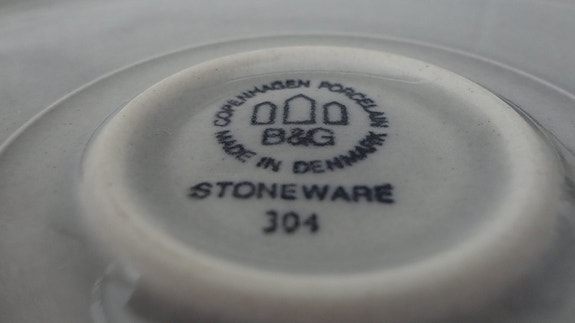 COPENHAGEN PORCELAIN
B&G
MADE IN DENMARK
STONEWARE
304